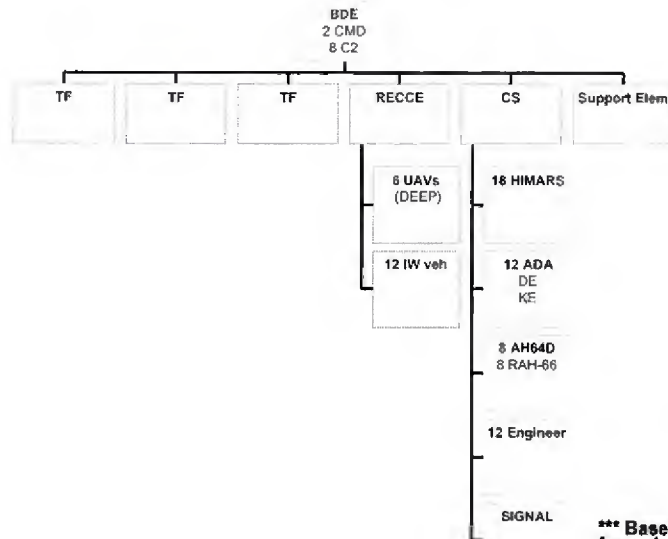 BDE
2 CMD
8 C2
TF TF TF RECCE CS Support Elem
6 UAVs
(DEEP)
18 HIMARS
12 IW veh
12 ADA
DE
KE
8 AH64D
8 RAH-66
12 Engineer
SIGNAL
*** Base